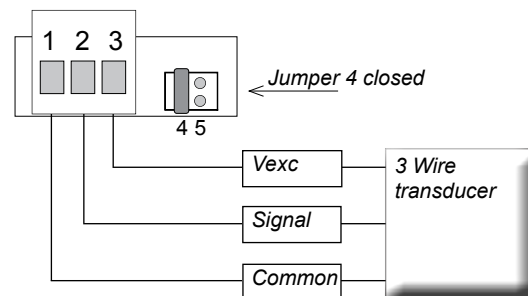 1 2 3
Jumper 4 closed
4 5
Vexc
3 Wire
transducer
Signal
Common